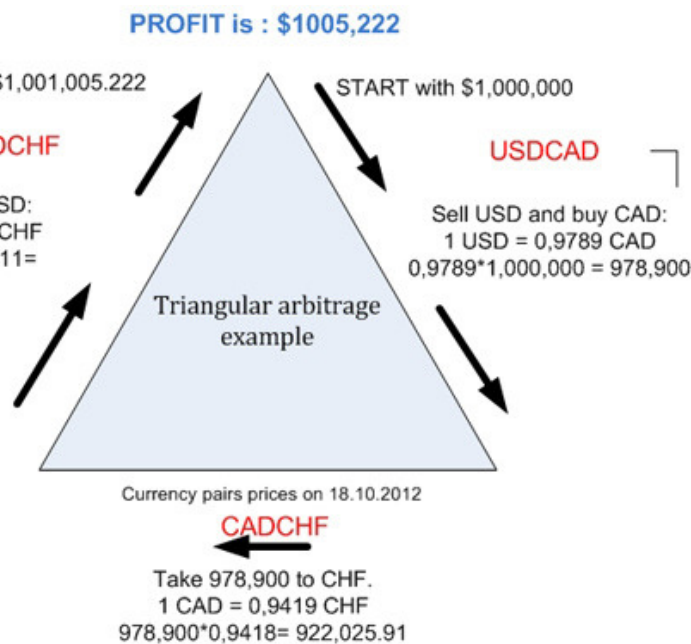 PROFIT is : $1005,222
$1,001,005.222
START with $1,000,000
DCHF
USDCAD
SD:
CHF
11=
Sell USD and buy CAD:
1 USD = 0,9789 CAD
0,9789*1,000,000 = 978,900
Triangular arbitrage
example
Currency pairs prices on 18.10.2012
CADCHF
Take 978,900 to CHF.
1 CAD = 0,9419 CHF
978,900*0,9418= 922,025.91